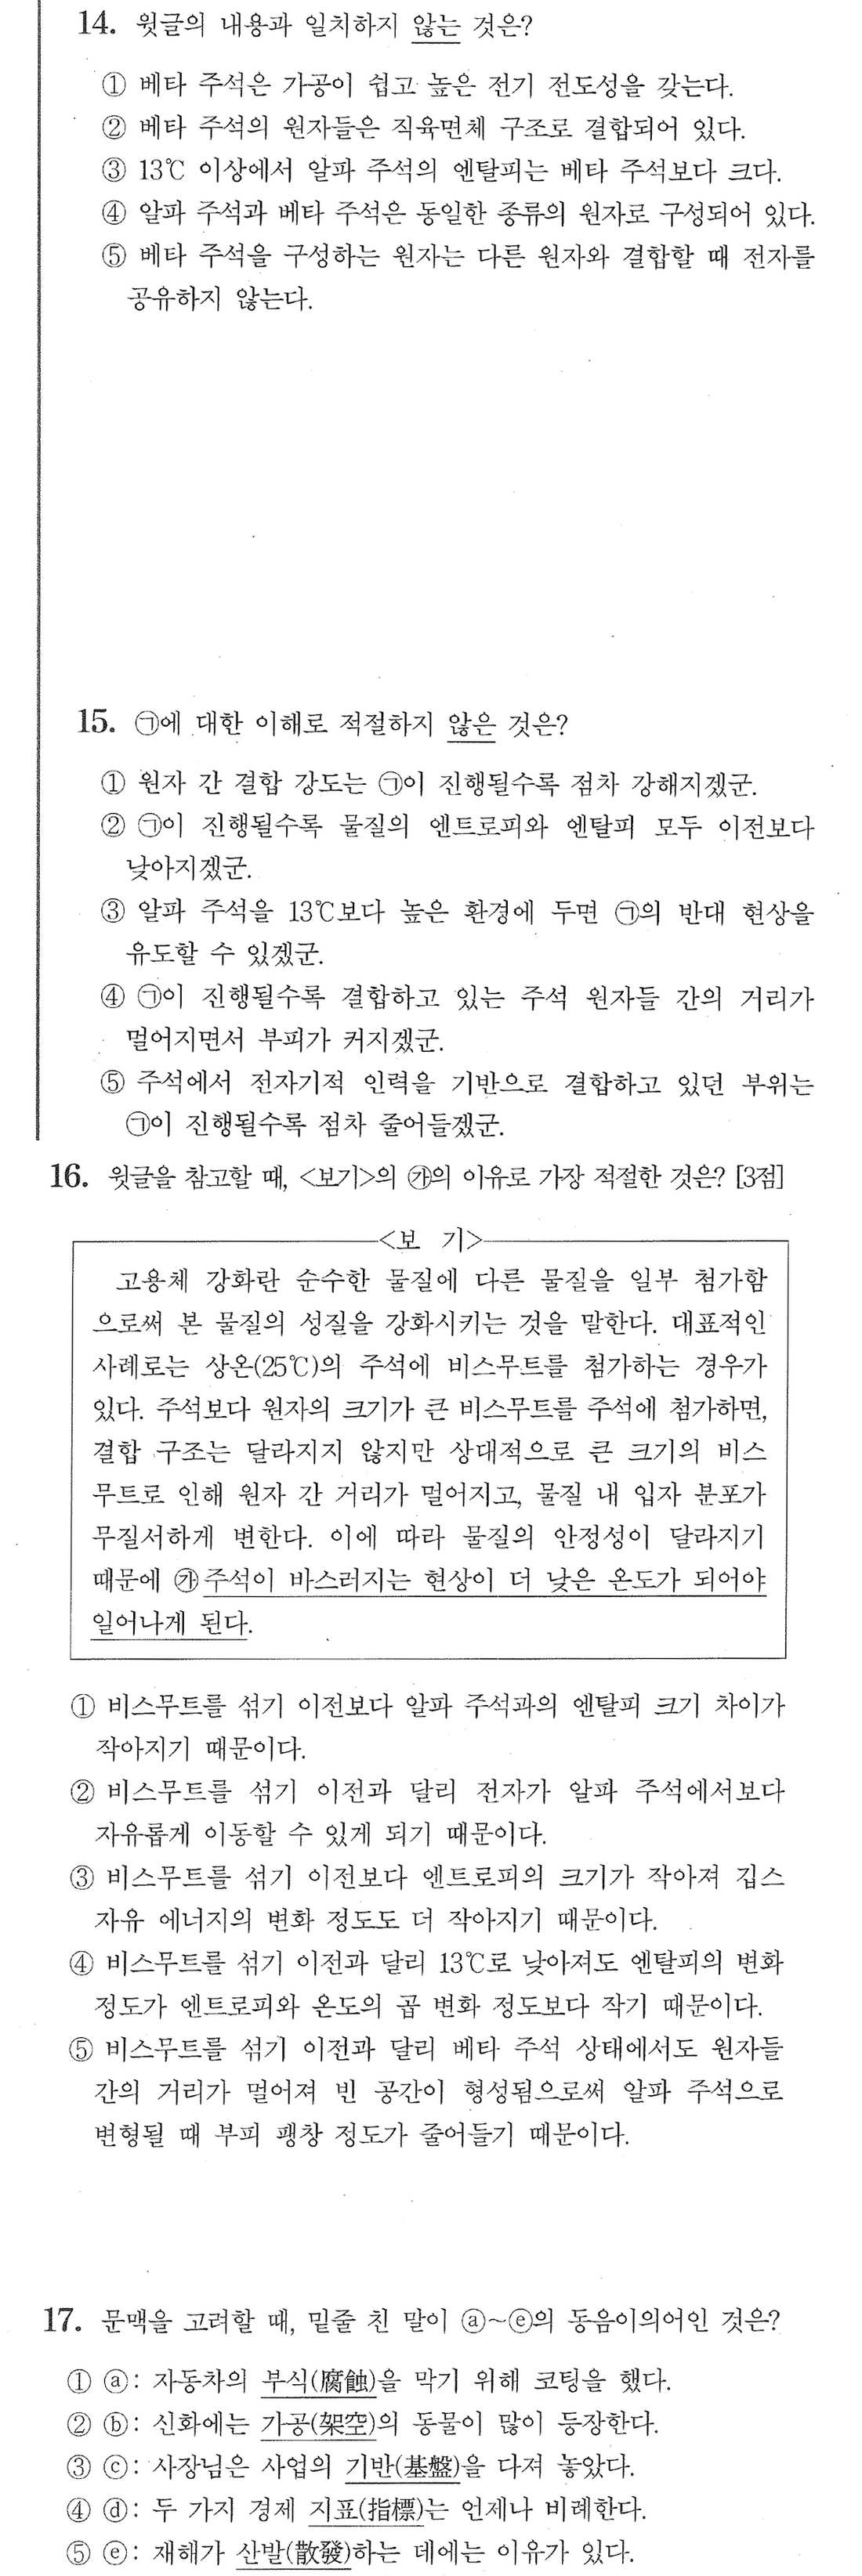 14. 윗글의 내용과 일치하지 않는 것은?
① 베타 주석은 가공이 쉽고 높은 전기 전도성을 갖는다.
② 베타 주석의 원자들은 직육면체 구조로 결합되어 있다.
③ 13℃ 이상에서 알파 주석의 엔탈피는 베타 주석보다 크다.
④ 알파 주석과 베타 주석은 동일한 종류의 원자로 구성되어 있다.
⑤ 베타 주석을 구성하는 원자는 다른 원자와 결합할 때 전자를
공유하지 않는다.
15. ㉠에 대한 이해로 적절하지 않은 것은?
① 원자 간 결합 강도는 ㉠이 진행될수록 점차 강해지겠군.
② ㉠이 진행될수록 물질의 엔트로피와 엔탈피 모두 이전보다
낮아지겠군.
③ 알파 주석을 13℃보다 높은 환경에 두면 ㉠의 반대 현상을
유도할 수 있겠군.
④ ㉠이 진행될수록 결합하고 있는 주석 원자들 간의 거리가
멀어지면서 부피가 커지겠군.
⑤ 주석에서 전자기적 인력을 기반으로 결합하고 있던 부위는
㉠이 진행될수록 점차 줄어들겠군.
16. 윗글을 참고할 때, <보기>의 ㉮의 이유로 가장 적절한 것은? [3점]
<보 기>
고용체 강화란 순수한 물질에 다른 물질을 일부 첨가함
으로써 본 물질의 성질을 강화시키는 것을 말한다. 대표적인
사례로는 상온(25℃)의 주석에 비스무트를 첨가하는 경우가
있다. 주석보다 원자의 크기가 큰 비스무트를 주석에 첨가하면,
결합 구조는 달라지지 않지만 상대적으로 큰 크기의 비스
무트로 인해 원자 간 거리가 멀어지고, 물질 내 입자 분포가
무질서하게 변한다. 이에 따라 물질의 안정성이 달라지기
때문에 ㉮주석이 바스러지는 현상이 더 낮은 온도가 되어야
일어나게 된다.
① 비스무트를 섞기 이전보다 알파 주석과의 엔탈피 크기 차이가
작아지기 때문이다.
② 비스무트를 섞기 이전과 달리 전자가 알파 주석에서보다
자유롭게 이동할 수 있게 되기 때문이다.
③ 비스무트를 섞기 이전보다 엔트로피의 크기가 작아져 깁스
자유 에너지의 변화 정도도 더 작아지기 때문이다.
④ 비스무트를 섞기 이전과 달리 13℃로 낮아져도 엔탈피의 변화
정도가 엔트로피와 온도의 곱 변화 정도보다 작기 때문이다.
⑤ 비스무트를 섞기 이전과 달리 베타 주석 상태에서도 원자들
간의 거리가 멀어져 빈 공간이 형성됨으로써 알파 주석으로
변형될 때 부피 팽창 정도가 줄어들기 때문이다.
17. 문맥을 고려할 때, 밑줄 친 말이 ⓐ~ⓔ의 동음이의어인 것은?
① ⓐ: 자동차의 부식(腐蝕)을 막기 위해 코팅을 했다.
② ⓑ: 신화에는 가공(架空)의 동물이 많이 등장한다.
③ ⓒ: 사장님은 사업의 기반(基盤)을 다져 놓았다.
④ ⓓ: 두 가지 경제 지표(指標)는 언제나 비례한다.
⑤ ⓔ: 재해가 산발(散發)하는 데에는 이유가 있다.